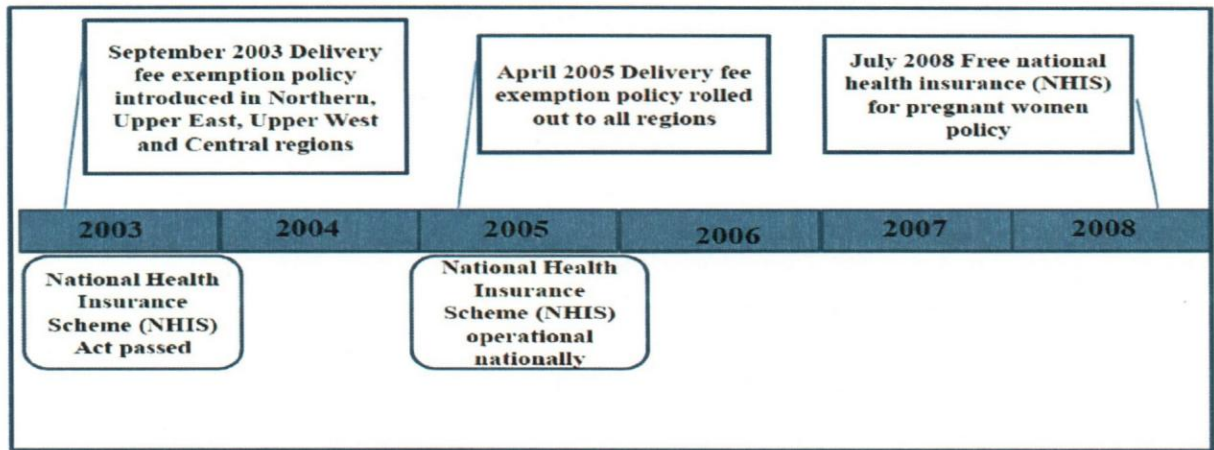 September 2003 Delivery
fee exemption policy
introduced in Northern,
Upper East, Upper West
and Central regions
April 2005 Delivery fee
exemption policy rolled
out to all regions
July 2008 Free national
health insurance (NHIS)
for pregnant women
policy
2003
2004
2005
2006
2007
2008
National Health
Insurance
Scheme (NHIS)
Act passed
National Health
Insurance
Scheme (NHIS)
operational
nationally